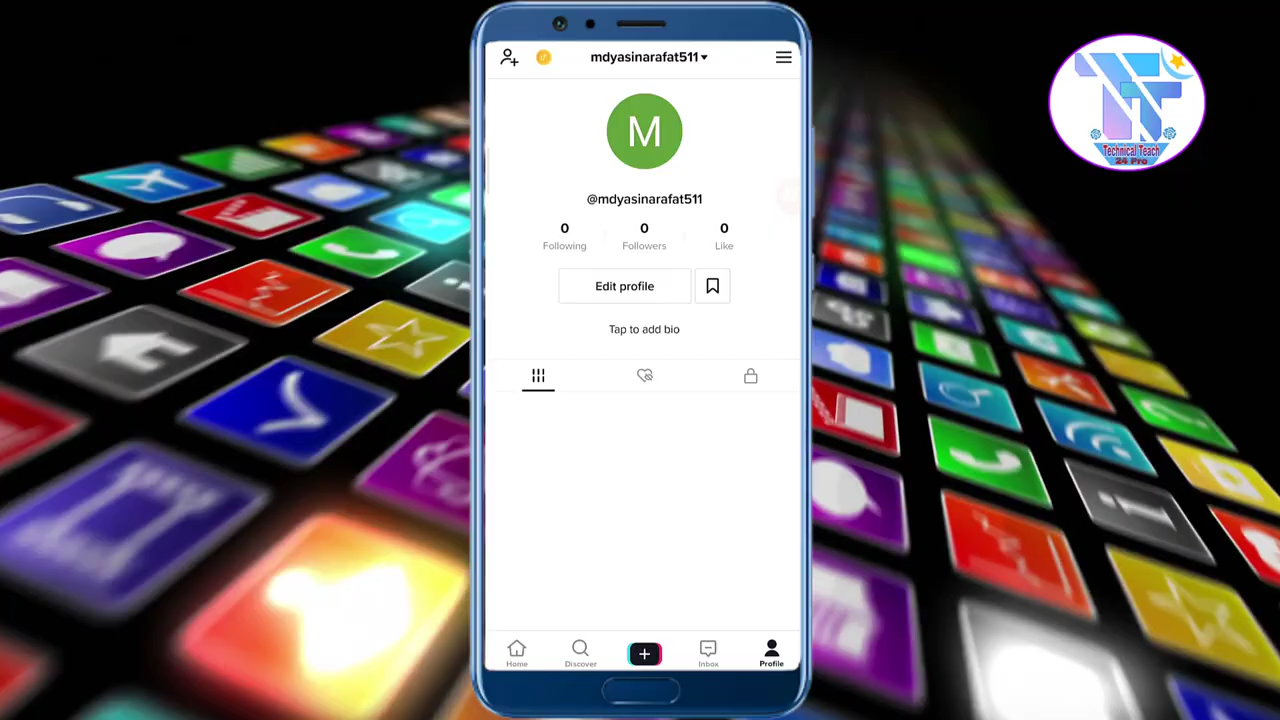 mdyasinarafat511
M
@mdyasinarafat511
0 0 0
Following Followers Like
Edit profile
Tap to add bio
Home Discover Inbox Profile
TT
Technical Teach
24 Pro